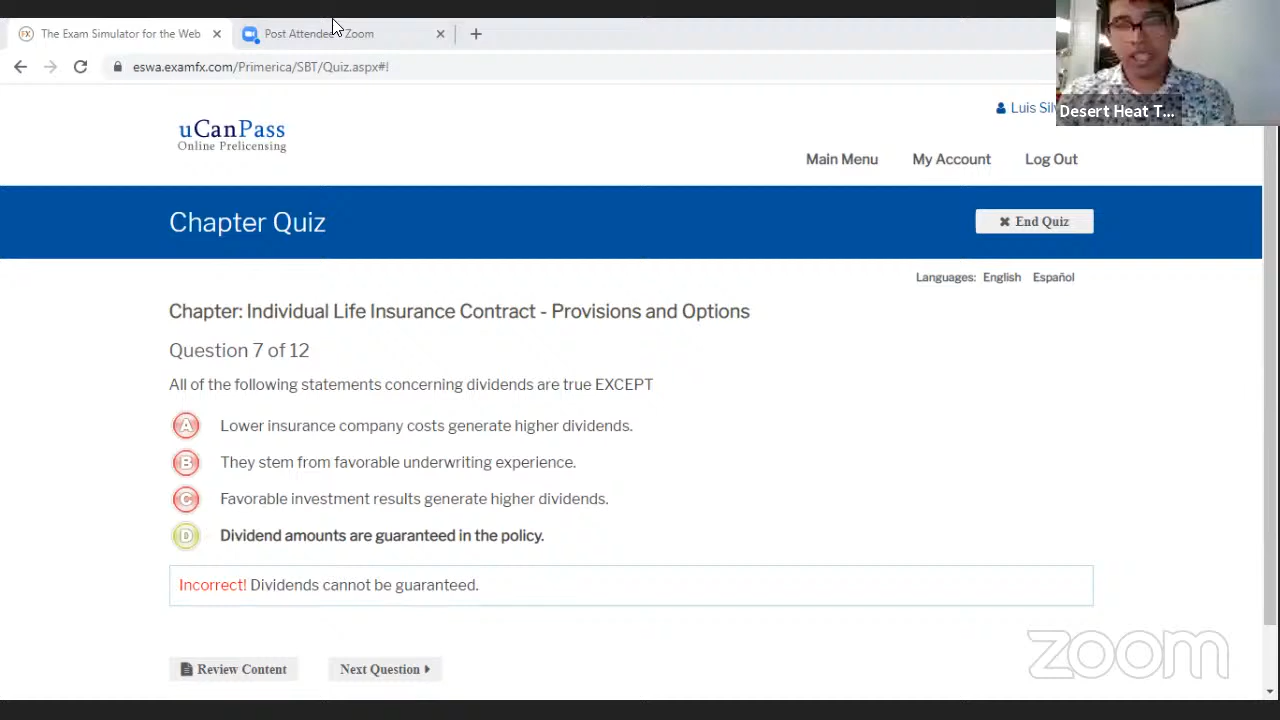 The Exam Simulator for the Web
Post Attendee - Zoom
eswa.examfx.com/Primerica/SBT/Quiz.aspx#!
Luis Sil
Desert Heat T...
uCanPass
Online Prelicensing
Main Menu My Account Log Out
Chapter Quiz
End Quiz
Languages: English Español
Chapter: Individual Life Insurance Contract - Provisions and Options
Question 7 of 12
All of the following statements concerning dividends are true EXCEPT
A Lower insurance company costs generate higher dividends.
B They stem from favorable underwriting experience.
C Favorable investment results generate higher dividends.
D Dividend amounts are guaranteed in the policy.
Incorrect! Dividends cannot be guaranteed.
Review Content Next Question
zoom